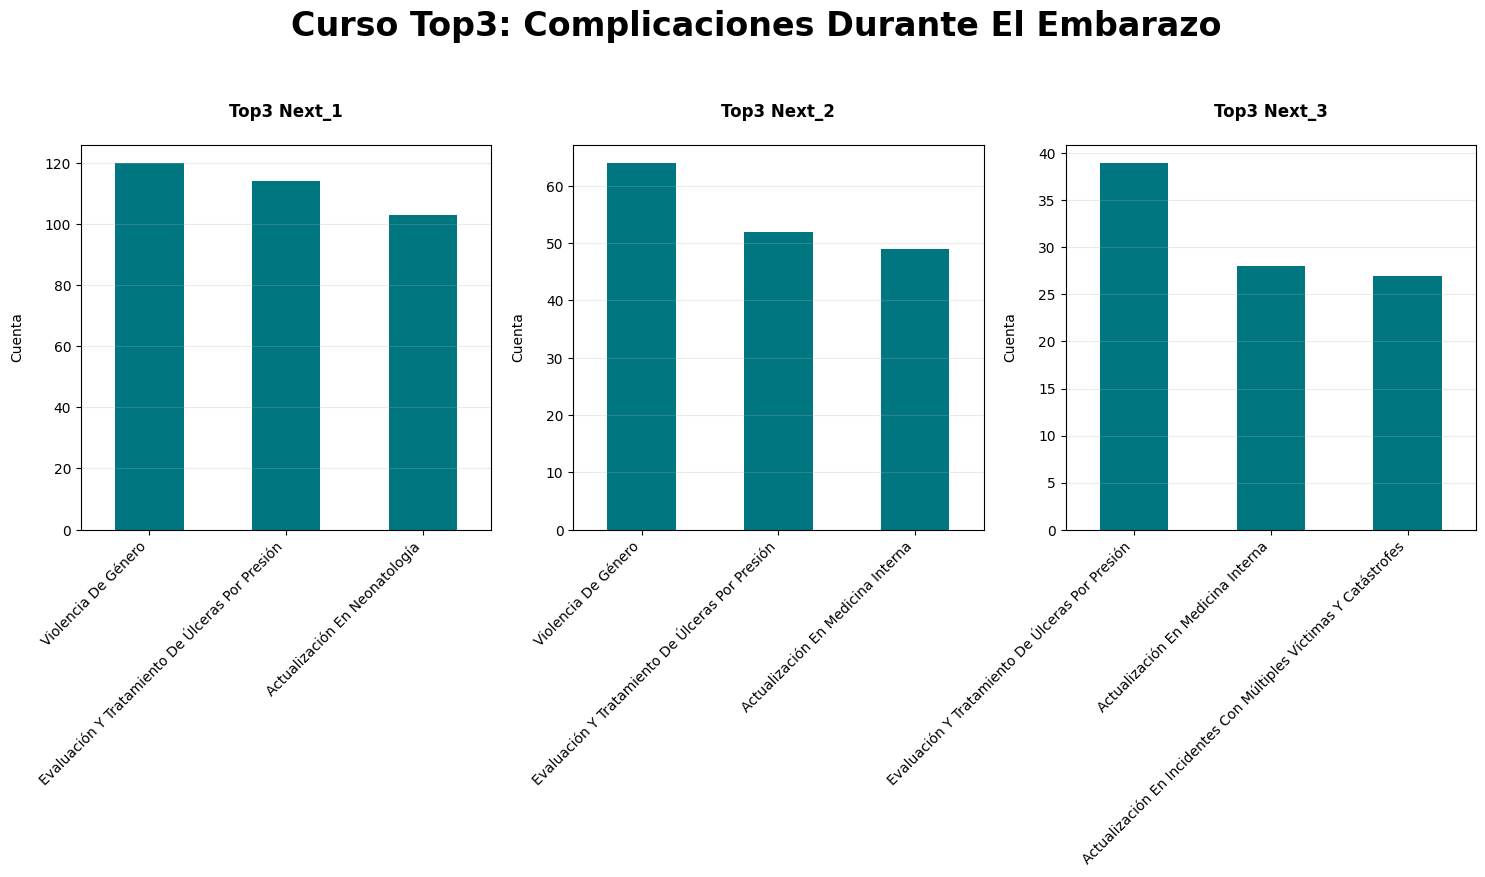 Curso Top3: Complicaciones Durante El Embarazo
Top3 Next_1
Cuenta
120
100
80
60
40
20
0
Violencia De Género
Evaluación Y Tratamiento De Úlceras Por Presión
Actualización En Neonatología
Top3 Next_2
Cuenta
60
50
40
30
20
10
0
Violencia De Género
Evaluación Y Tratamiento De Úlceras Por Presión
Actualización En Medicina Interna
Top3 Next_3
Cuenta
40
35
30
25
20
15
10
5
0
Evaluación Y Tratamiento De Úlceras Por Presión
Actualización En Medicina Interna
Actualización En Incidentes Con Múltiples Víctimas Y Catástrofes